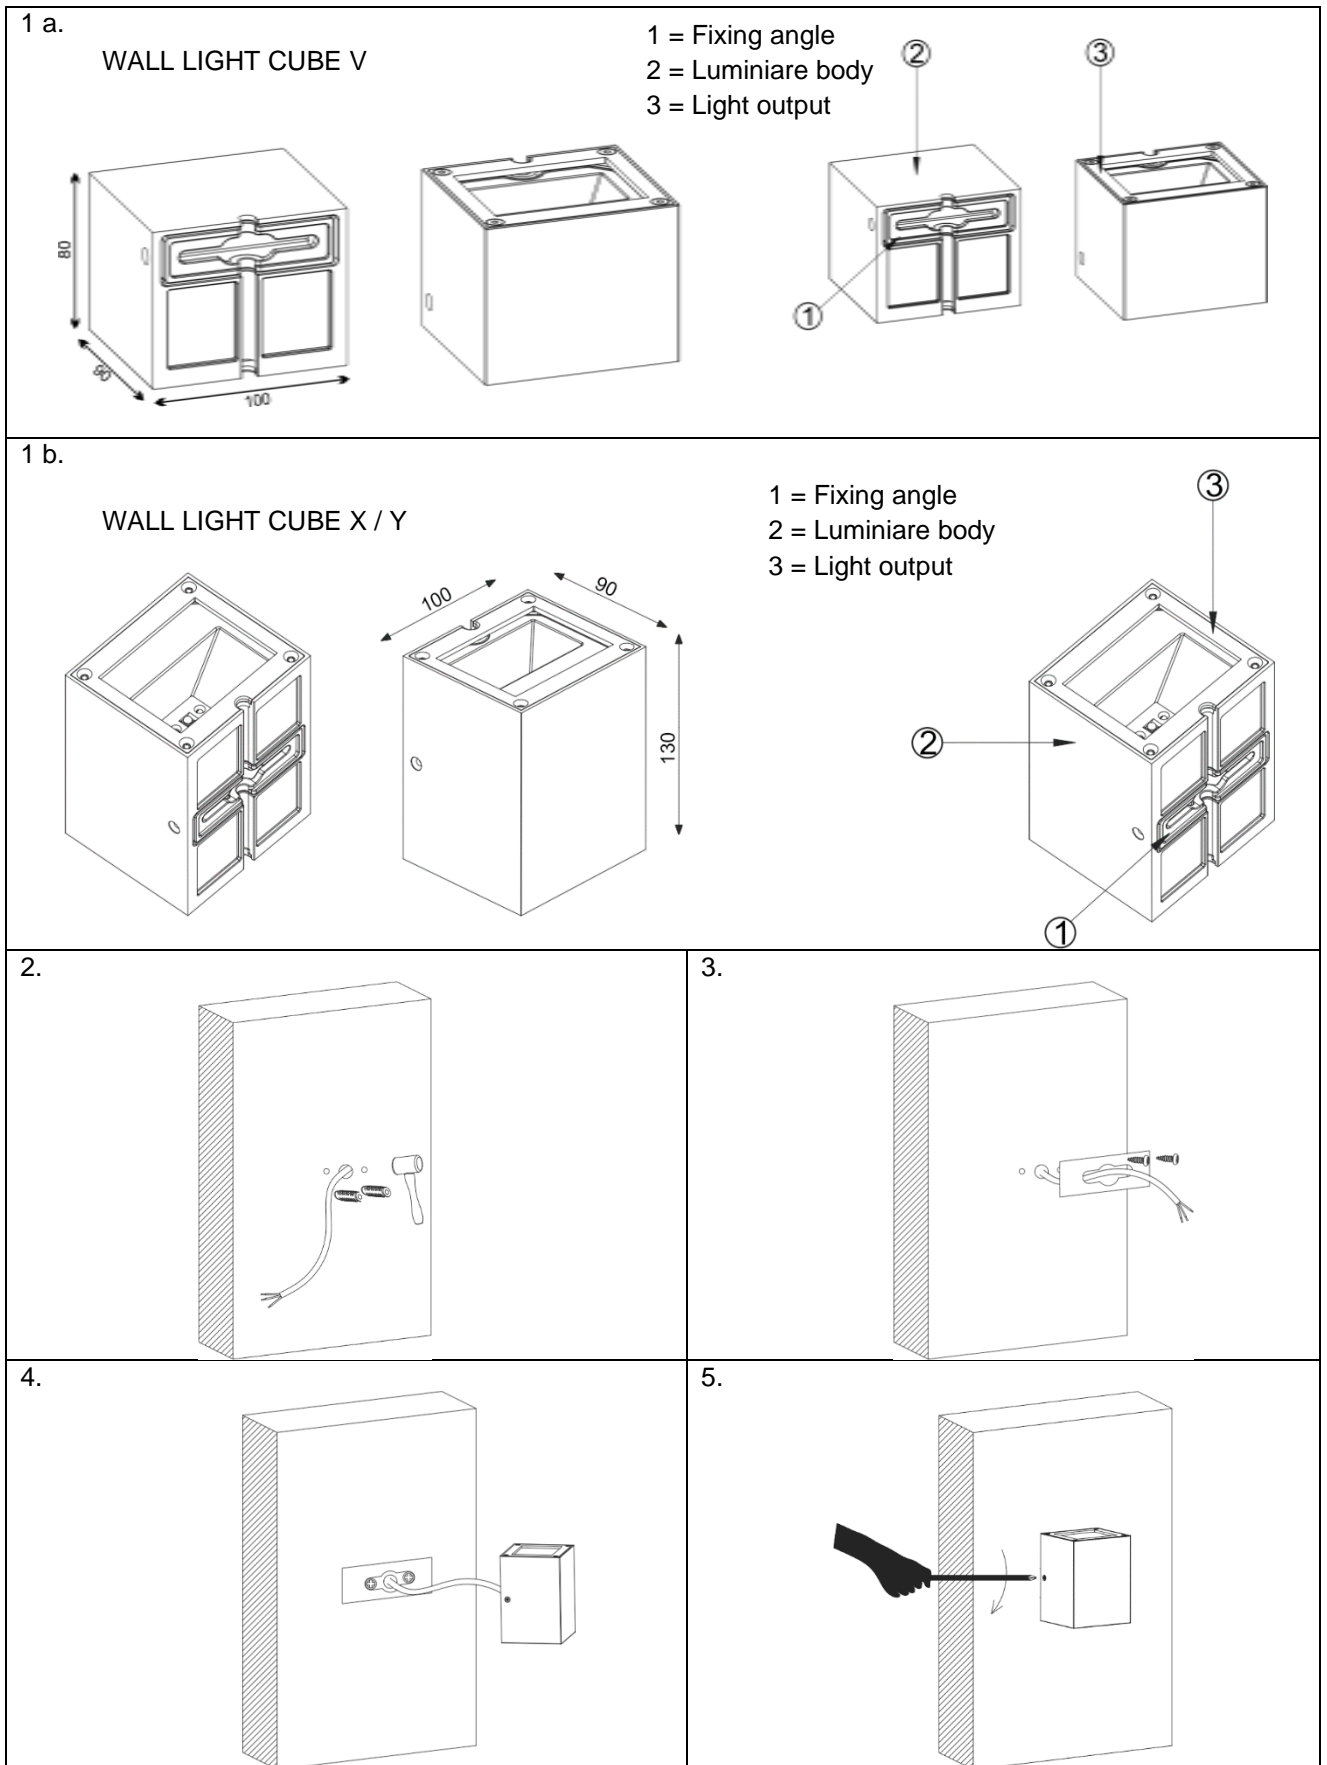 1 a.
WALL LIGHT CUBE V
1 = Fixing angle
2 = Luminiare body
3 = Light output
2
3
1
80
90
100
1 b.
WALL LIGHT CUBE X / Y
1 = Fixing angle
2 = Luminiare body
3 = Light output
3
100
90
130
2
1
2.
3.
4.
5.